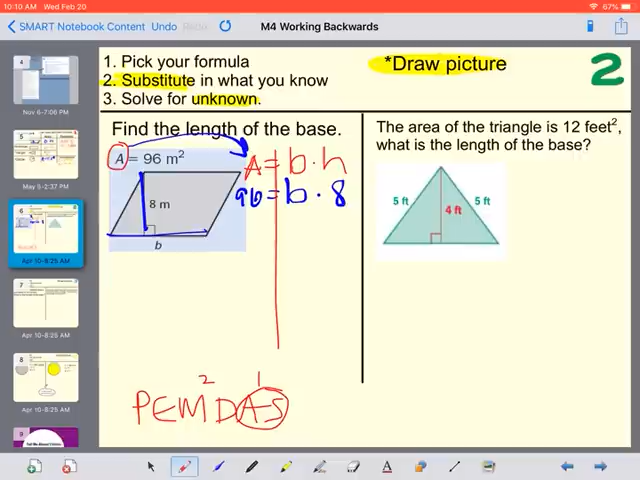 10:10 AM Wed Feb 20
67%
SMART Notebook Content
Undo
Redo
M4 Working Backwards
4
Nov 6-7:06 PM
5
May 5-2:37 PM
6
Apr 10-8:25 AM
7
Apr 10-8:25 AM
8
Apr 10-8:25 AM
9
1. Pick your formula
2. Substitute in what you know
3. Solve for unknown.
*Draw picture
2
Find the length of the base.
A = 96 m²
A = b · h
96 = b · 8
8 m
b
2 1
PEMDAS
The area of the triangle is 12 feet²,
what is the length of the base?
5 ft
5 ft
4 ft
A